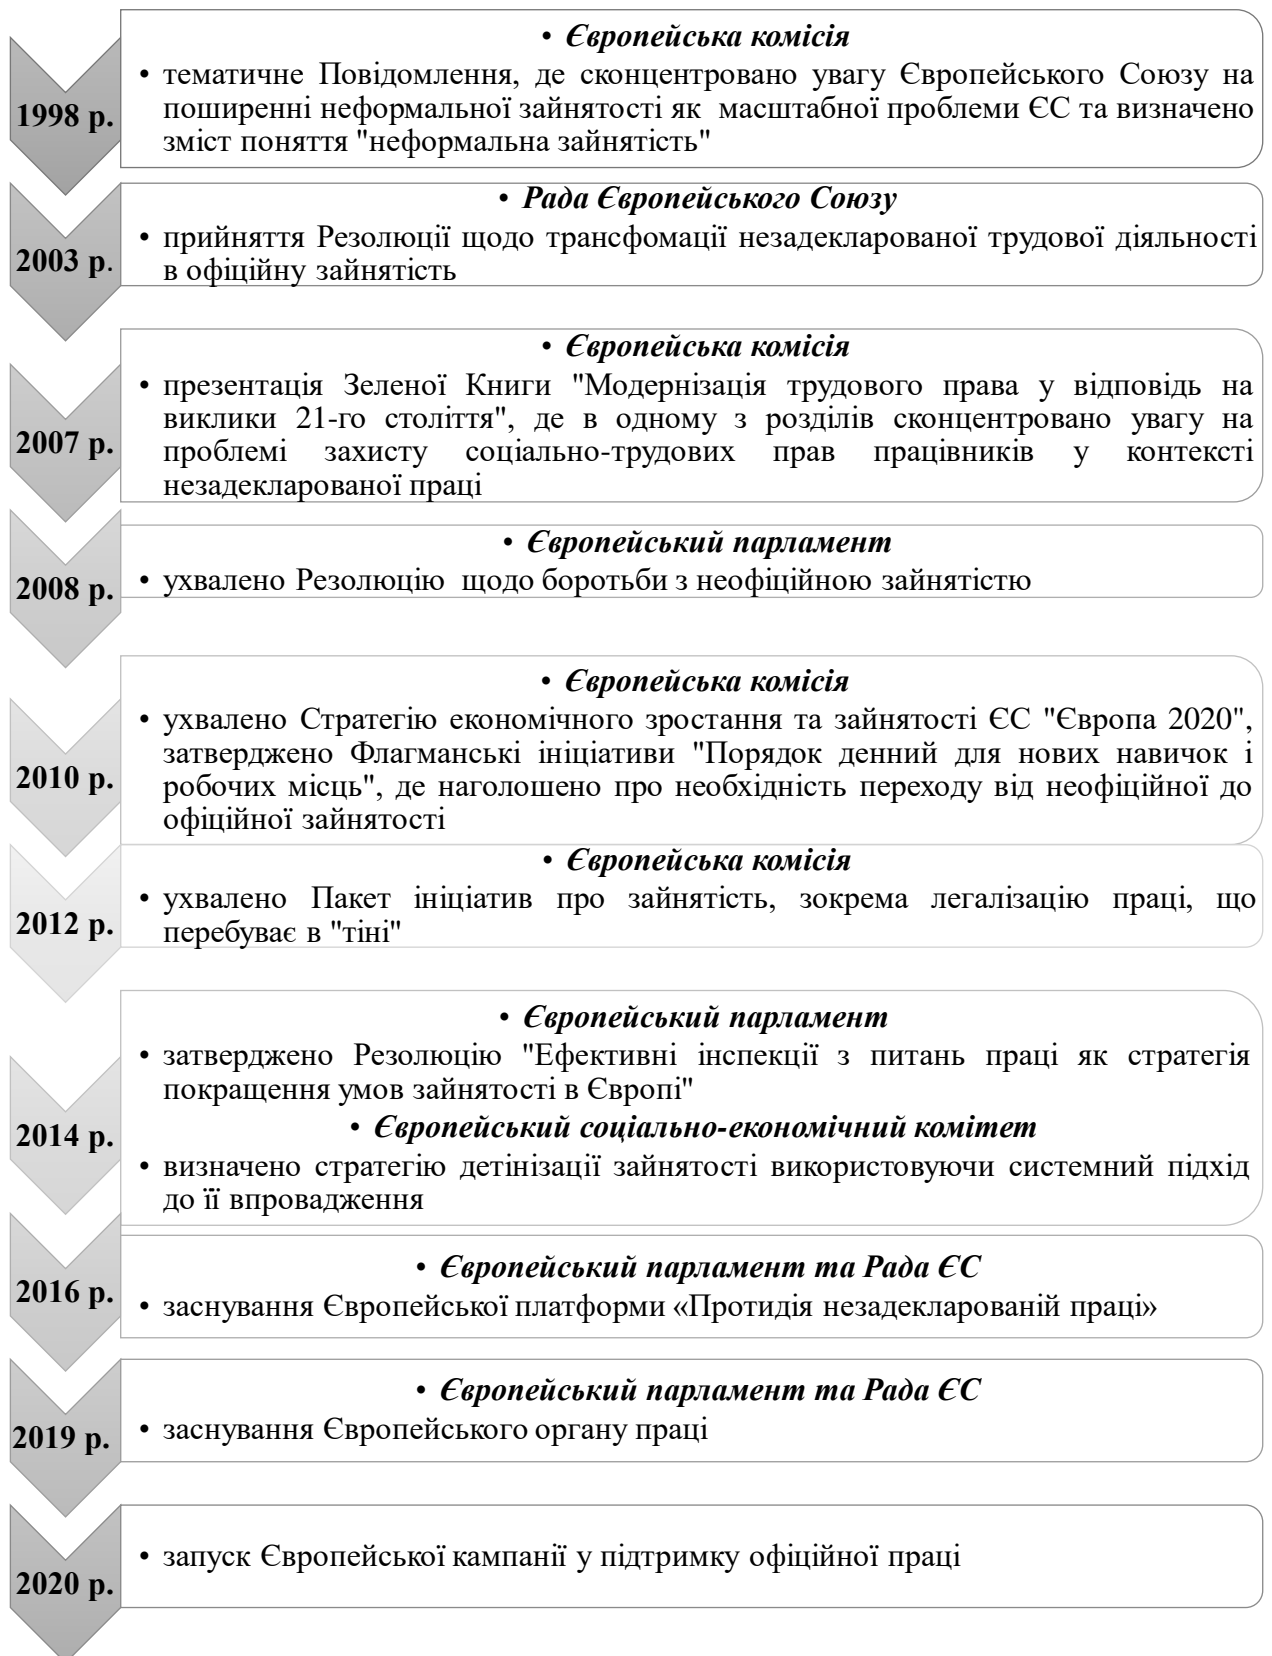 • Європейська комісія
1998 р.
• тематичне Повідомлення, де сконцентровано увагу Європейського Союзу на
поширенні неформальної зайнятості як масштабної проблеми ЄС та визначено
зміст поняття "неформальна зайнятість"
• Рада Європейського Союзу
2003 р.
• прийняття Резолюції щодо трансфомації незадекларованої трудової діяльності
в офіційну зайнятість
• Європейська комісія
2007 р.
• презентація Зеленої Книги "Модернізація трудового права у відповідь на
виклики 21-го століття", де в одному з розділів сконцентровано увагу на
проблемі захисту соціально-трудових прав працівників у контексті
незадекларованої праці
• Європейський парламент
2008 р.
• ухвалено Резолюцію щодо боротьби з неофіційною зайнятістю
• Європейська комісія
2010 р.
• ухвалено Стратегію економічного зростання та зайнятості ЄС "Європа 2020",
затверджено Флагманські ініціативи "Порядок денний для нових навичок і
робочих місць", де наголошено про необхідність переходу від неофіційної до
офіційної зайнятості
• Європейська комісія
2012 р.
• ухвалено Пакет ініціатив про зайнятість, зокрема легалізацію праці, що
перебуває в "тіні"
• Європейський парламент
2014 р.
• затверджено Резолюцію "Ефективні інспекції з питань праці як стратегія
покращення умов зайнятості в Європі"
• Європейський соціально-економічний комітет
• визначено стратегію детінізації зайнятості використовуючи системний підхід
до її впровадження
• Європейський парламент та Рада ЄС
2016 р.
• заснування Європейської платформи «Протидія незадекларованій праці»
• Європейський парламент та Рада ЄС
2019 р.
• заснування Європейського органу праці
2020 р.
• запуск Європейської кампанії у підтримку офіційної праці